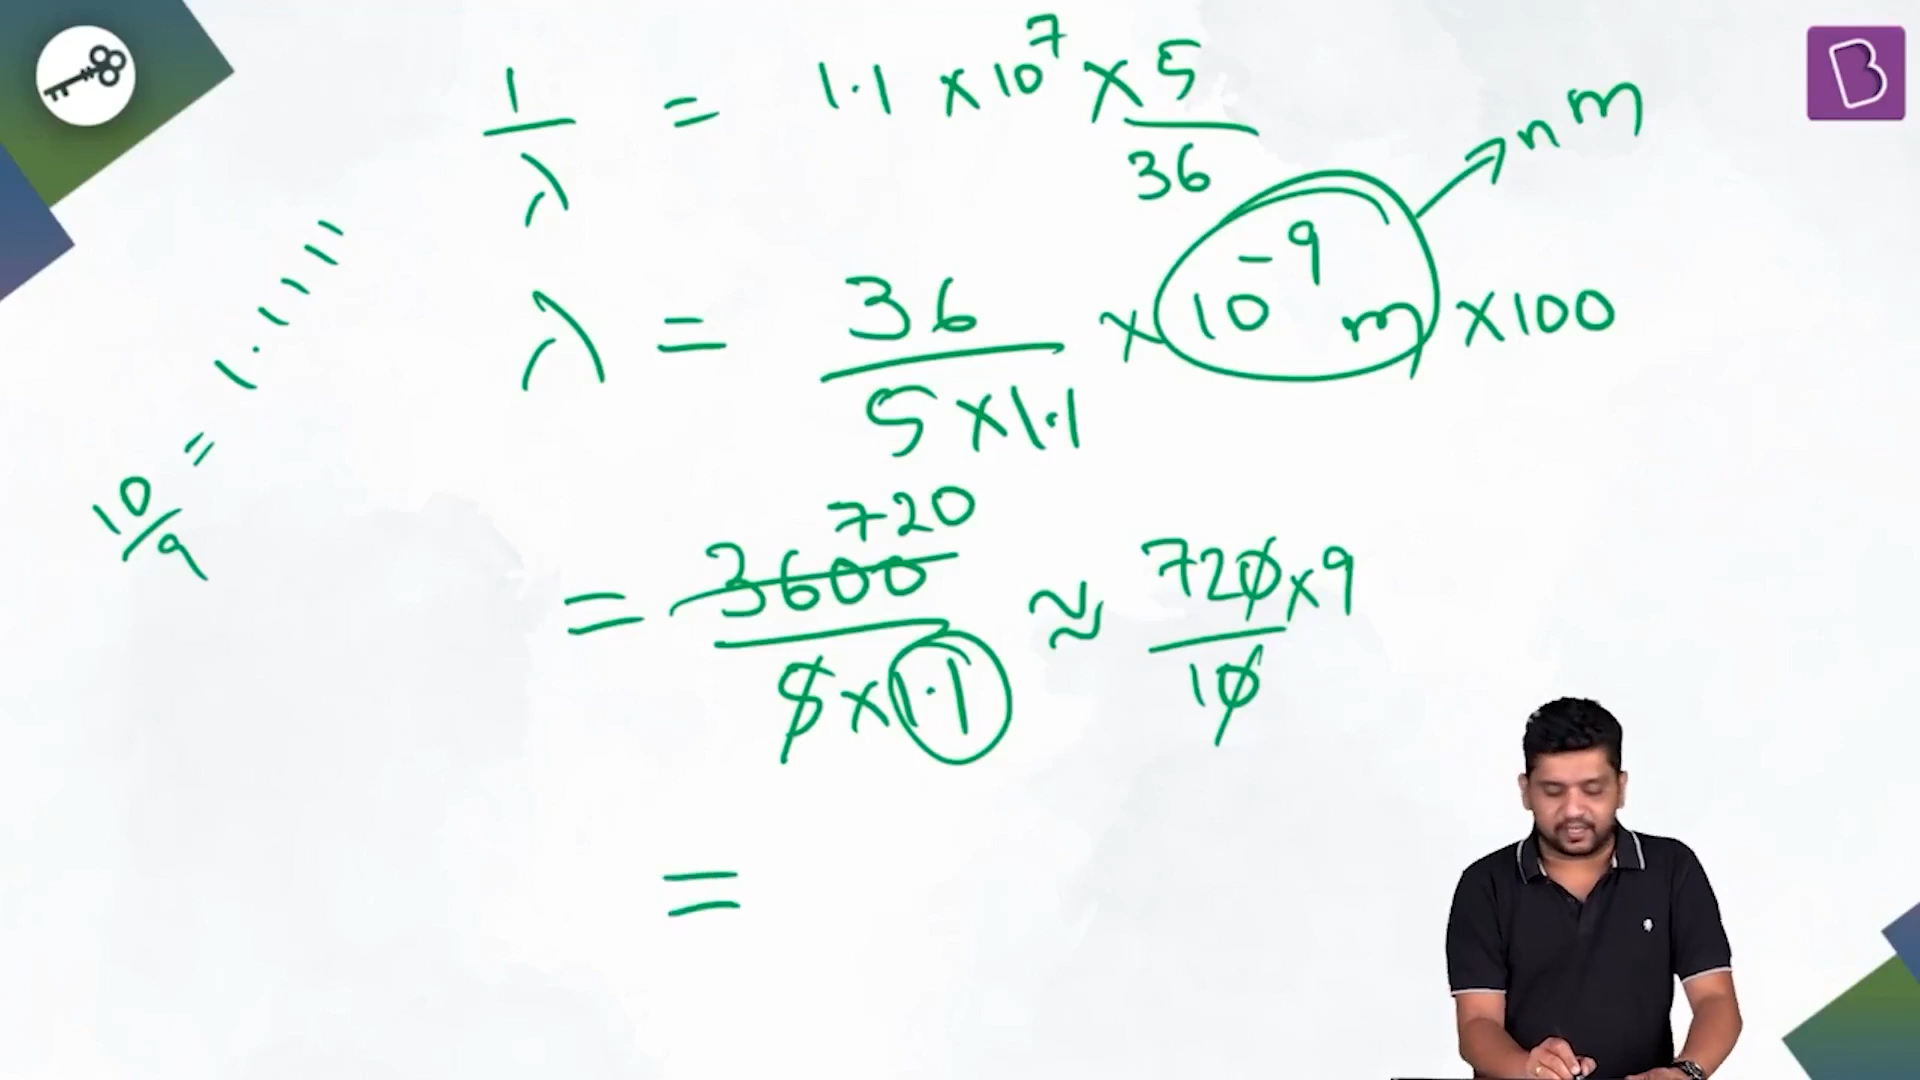 1/λ = 1.1 × 10⁷ × 5/36
λ = 36/(5×1.1) × 10⁻⁹ m × 100 → nm
10/9 = 1.1111
= 3600/(5×1.1) 720 ≈ 720×9/10
=
B